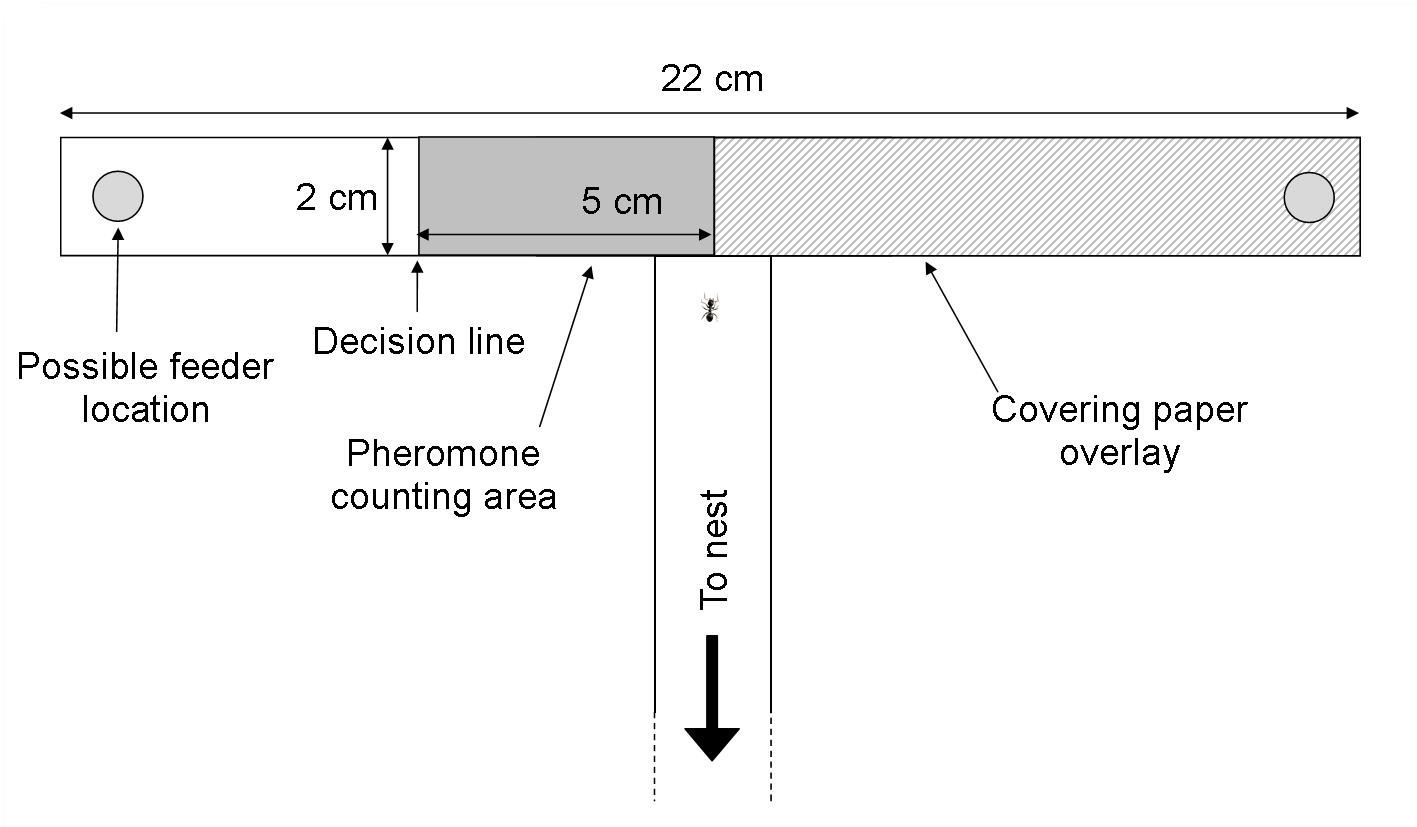 22 cm
2 cm
5 cm
Decision line
Possible feeder
location
Pheromone
counting area
Covering paper
overlay
To nest